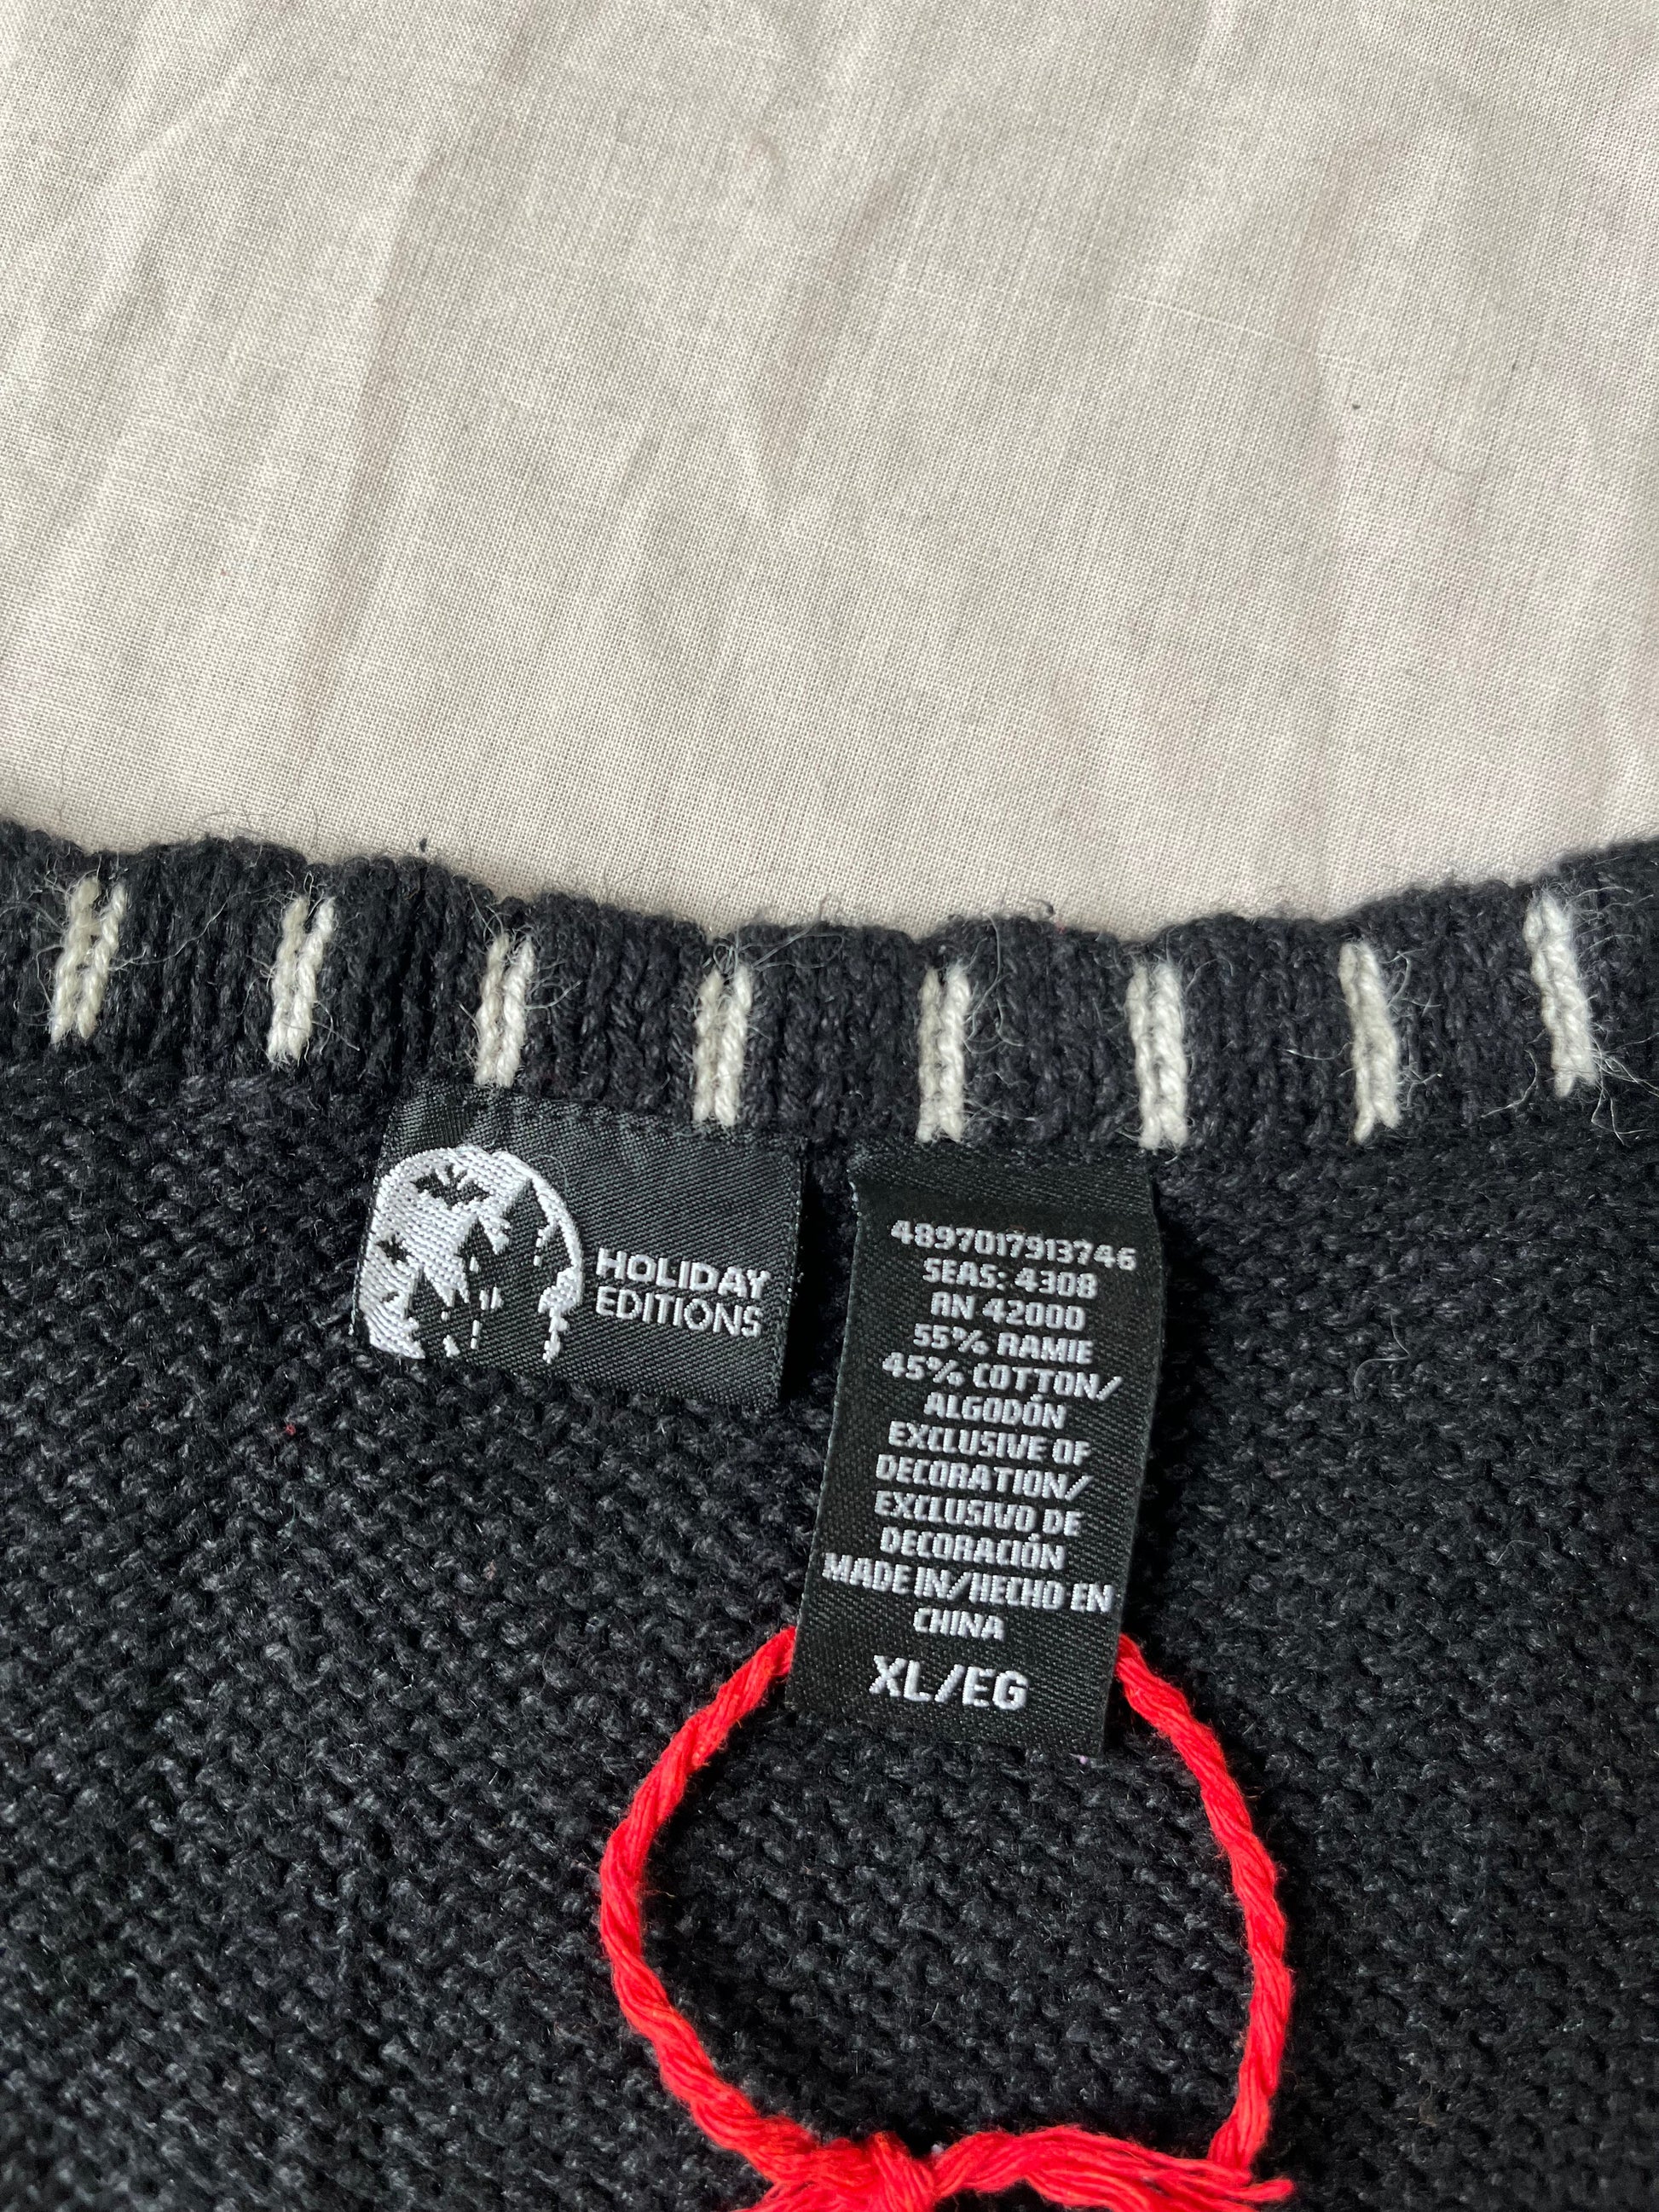 HOLIDAY
EDITIONS
4897017913746
SEAS: 4308
RN 42000
55% RAMIE
45% COTTON/
ALGODÓN
EXCLUSIVE OF
DECORATION/
EXCLUSIVO DE
DECORACIÓN
MADE IN/HECHO EN
CHINA
XL/EG